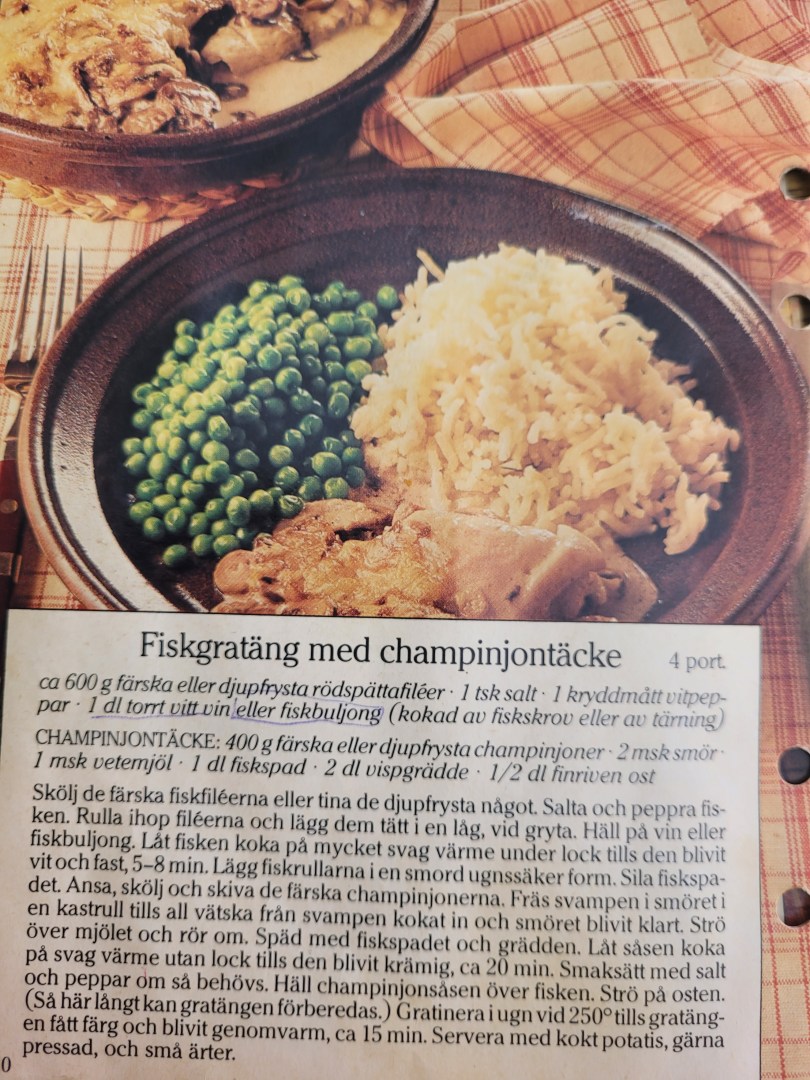 Fiskgratäng med champinjontäcke 4 port.
ca 600 g färska eller djupfrysta rödspättafiléer · 1 tsk salt · 1 kryddmått vitpep-
par · 1 dl torrt vitt vin eller fiskbuljong (kokad av fiskskrov eller av tärning)
CHAMPINJONTÄCKE: 400 g färska eller djupfrysta champinjoner · 2 msk smör ·
1 msk vetemjöl · 1 dl fiskspad · 2 dl vispgrädde · 1/2 dl finriven ost
Skölj de färska fiskfiléerna eller tina de djupfrysta något. Salta och peppra fis-
ken. Rulla ihop filéerna och lägg dem tätt i en låg, vid gryta. Häll på vin eller
fiskbuljong. Låt fisken koka på mycket svag värme under lock tills den blivit
vit och fast, 5–8 min. Lägg fiskrullarna i en smord ugnssäker form. Sila fiskspa-
det. Ansa, skölj och skiva de färska champinjonerna. Fräs svampen i smöret i
en kastrull tills all vätska från svampen kokat in och smöret blivit klart. Strö
över mjölet och rör om. Späd med fiskspadet och grädden. Låt såsen koka
på svag värme utan lock tills den blivit krämig, ca 20 min. Smaksätt med salt
och peppar om så behövs. Häll champinjonsåsen över fisken. Strö på osten.
(Så här långt kan gratängen förberedas.) Gratinera i ugn vid 250° tills gratäng-
en fått färg och blivit genomvarm, ca 15 min. Servera med kokt potatis, gärna
pressad, och små ärter.
0